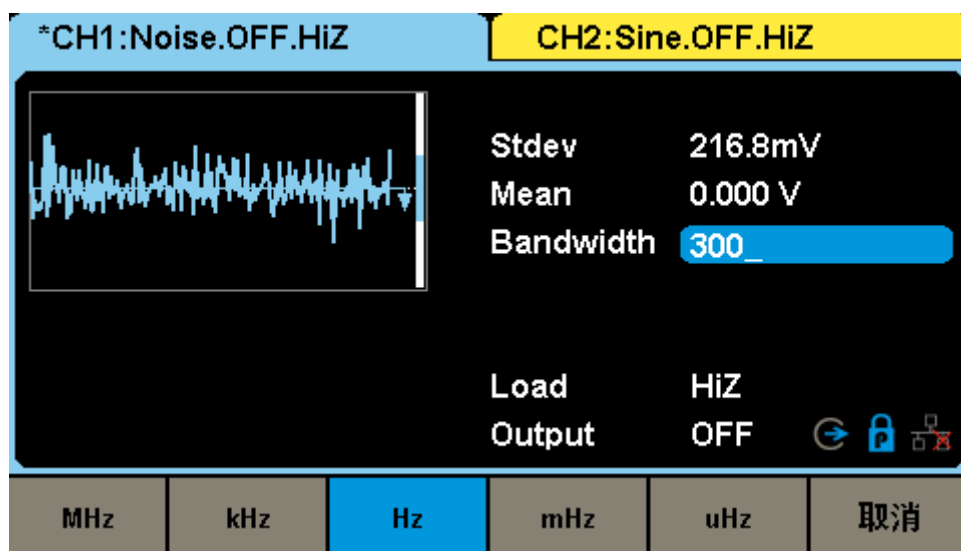 *CH1:Noise.OFF.HiZ CH2:Sine.OFF.HiZ
Stdev 216.8mV
Mean 0.000 V
Bandwidth 300_
Load HiZ
Output OFF
MHz kHz Hz mHz uHz 取消